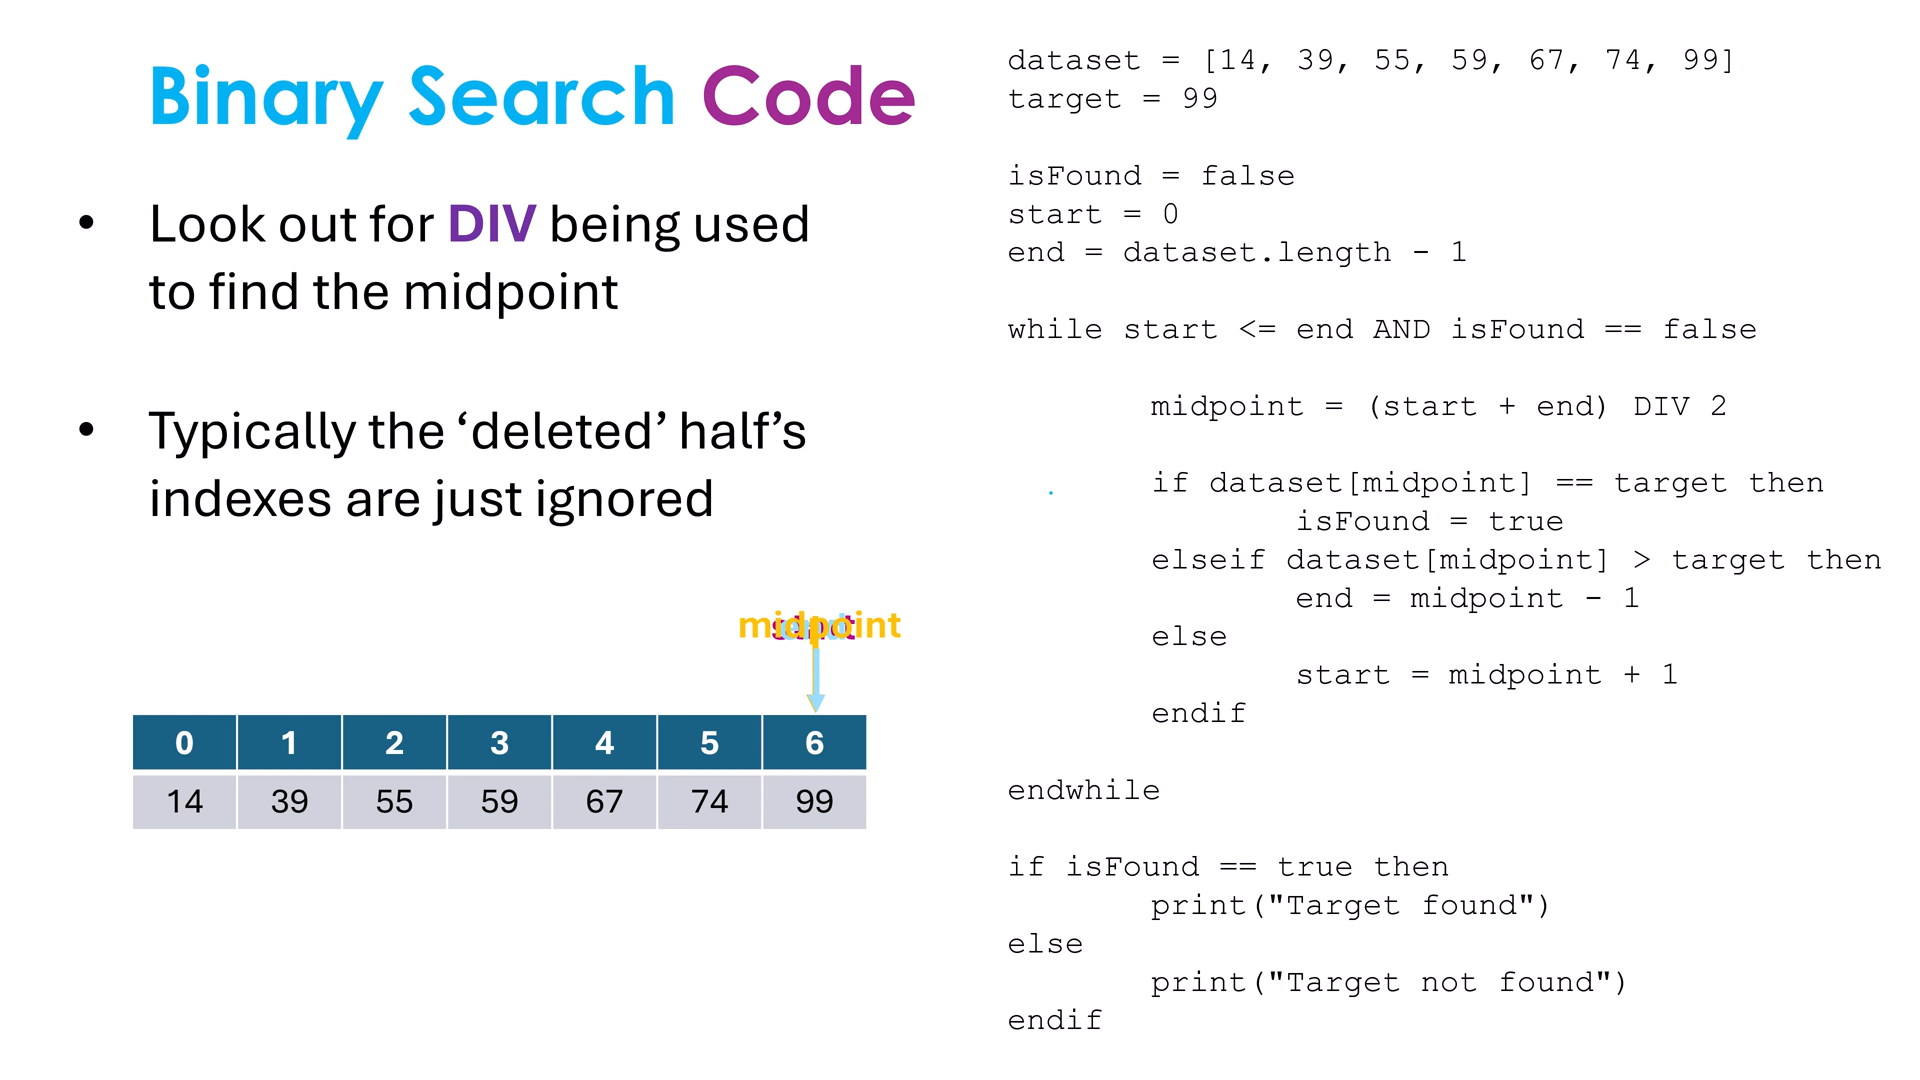 Binary Search Code
• Look out for DIV being used
to find the midpoint
• Typically the ‘deleted’ half’s
indexes are just ignored
midpoint
0 1 2 3 4 5 6
14 39 55 59 67 74 99
dataset = [14, 39, 55, 59, 67, 74, 99]
target = 99
isFound = false
start = 0
end = dataset.length - 1
while start <= end AND isFound == false
midpoint = (start + end) DIV 2
if dataset[midpoint] == target then
isFound = true
elseif dataset[midpoint] > target then
end = midpoint - 1
else
start = midpoint + 1
endif
endwhile
if isFound == true then
print("Target found")
else
print("Target not found")
endif